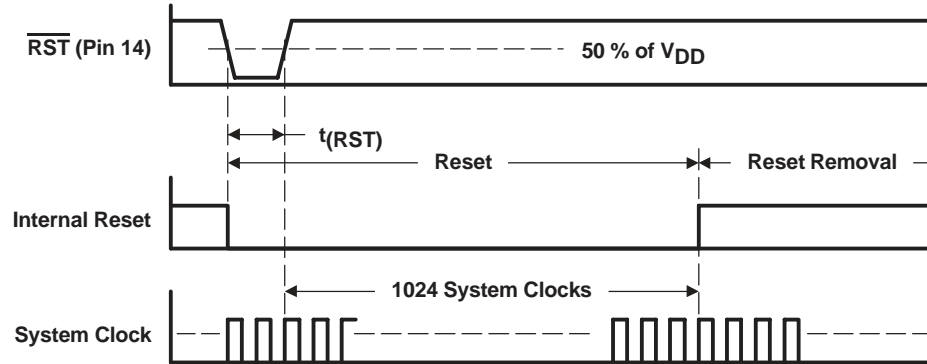 RST (Pin 14)
50 % of VDD
t(RST)
Reset
Reset Removal
Internal Reset
1024 System Clocks
System Clock